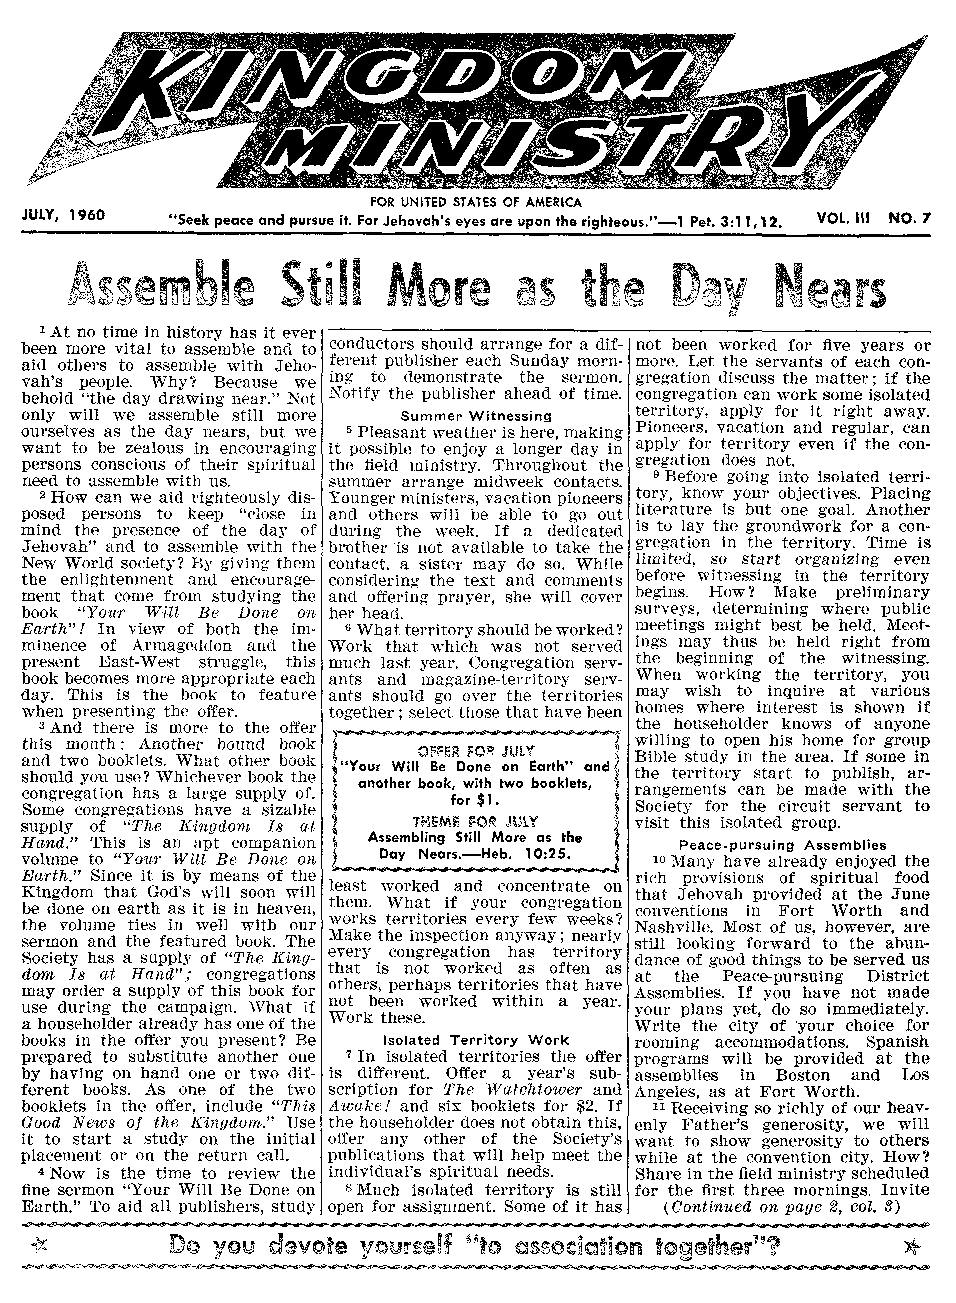 KINGDOM
MINISTRY
FOR UNITED STATES OF AMERICA
JULY, 1960
"Seek peace and pursue it. For Jehovah's eyes are upon the righteous."—1 Pet. 3:11,12.
VOL. III NO. 7
Assemble Still More as the Day Nears
1 At no time in history has it ever
been more vital to assemble and to
aid others to assemble with Jeho-
vah's people. Why? Because we
behold "the day drawing near." Not
only will we assemble still more
ourselves as the day nears, but we
want to be zealous in encouraging
persons conscious of their spiritual
need to assemble with us.
2 How can we aid righteously dis-
posed persons to keep "close in
mind the presence of the day of
Jehovah" and to assemble with the
New World society? By giving them
the enlightenment and encourage-
ment that come from studying the
book "Your Will Be Done on
Earth"! In view of both the im-
minence of Armageddon and the
present East-West struggle, this
book becomes more appropriate each
day. This is the book to feature
when presenting the offer.
3 And there is more to the offer
this month: Another bound book
and two booklets. What other book
should you use? Whichever book the
congregation has a large supply of.
Some congregations have a sizable
supply of "The Kingdom Is at
Hand." This is an apt companion
volume to "Your Will Be Done on
Earth." Since it is by means of the
Kingdom that God's will soon will
be done on earth as it is in heaven,
the volume ties in well with our
sermon and the featured book. The
Society has a supply of "The King-
dom Is at Hand"; congregations
may order a supply of this book for
use during the campaign. What if
a householder already has one of the
books in the offer you present? Be
prepared to substitute another one
by having on hand one or two dif-
ferent books. As one of the two
booklets in the offer, include "This
Good News of the Kingdom." Use
it to start a study on the initial
placement or on the return call.
4 Now is the time to review the
fine sermon "Your Will Be Done on
Earth." To aid all publishers, study
conductors should arrange for a dif-
ferent publisher each Sunday morn-
ing to demonstrate the sermon.
Notify the publisher ahead of time.
Summer Witnessing
5 Pleasant weather is here, making
it possible to enjoy a longer day in
the field ministry. Throughout the
summer arrange midweek contacts.
Younger ministers, vacation pioneers
and others will be able to go out
during the week. If a dedicated
brother is not available to take the
contact, a sister may do so. While
considering the text and comments
and offering prayer, she will cover
her head.
6 What territory should be worked?
Work that which was not served
much last year. Congregation serv-
ants and magazine-territory serv-
ants should go over the territories
together; select those that have been
OFFER FOR JULY
"Your Will Be Done on Earth" and
another book, with two booklets,
for $1.
THEME FOR JULY
Assembling Still More as the
Day Nears.—Heb. 10:25.
least worked and concentrate on
them. What if your congregation
works territories every few weeks?
Make the inspection anyway; nearly
every congregation has territory
that is not worked as often as
others, perhaps territories that have
not been worked within a year.
Work these.
Isolated Territory Work
7 In isolated territories the offer
is different. Offer a year's sub-
scription for The Watchtower and
Awake! and six booklets for $2. If
the householder does not obtain this,
offer any other of the Society's
publications that will help meet the
individual's spiritual needs.
8 Much isolated territory is still
open for assignment. Some of it has
not been worked for five years or
more. Let the servants of each con-
gregation discuss the matter; if the
congregation can work some isolated
territory, apply for it right away.
Pioneers, vacation and regular, can
apply for territory even if the con-
gregation does not.
9 Before going into isolated terri-
tory, know your objectives. Placing
literature is but one goal. Another
is to lay the groundwork for a con-
gregation in the territory. Time is
limited, so start organizing even
before witnessing in the territory
begins. How? Make preliminary
surveys, determining where public
meetings might best be held. Meet-
ings may thus be held right from
the beginning of the witnessing.
When working the territory, you
may wish to inquire at various
homes where interest is shown if
the householder knows of anyone
willing to open his home for group
Bible study in the area. If some in
the territory start to publish, ar-
rangements can be made with the
Society for the circuit servant to
visit this isolated group.
Peace-pursuing Assemblies
10 Many have already enjoyed the
rich provisions of spiritual food
that Jehovah provided at the June
conventions in Fort Worth and
Nashville. Most of us, however, are
still looking forward to the abun-
dance of good things to be served us
at the Peace-pursuing District
Assemblies. If you have not made
your plans yet, do so immediately.
Write the city of your choice for
rooming accommodations. Spanish
programs will be provided at the
assemblies in Boston and Los
Angeles, as at Fort Worth.
11 Receiving so richly of our heav-
enly Father's generosity, we will
want to show generosity to others
while at the convention city. How?
Share in the field ministry scheduled
for the first three mornings. Invite
(Continued on page 2, col. 3)
Do you devote yourself "to association together"?